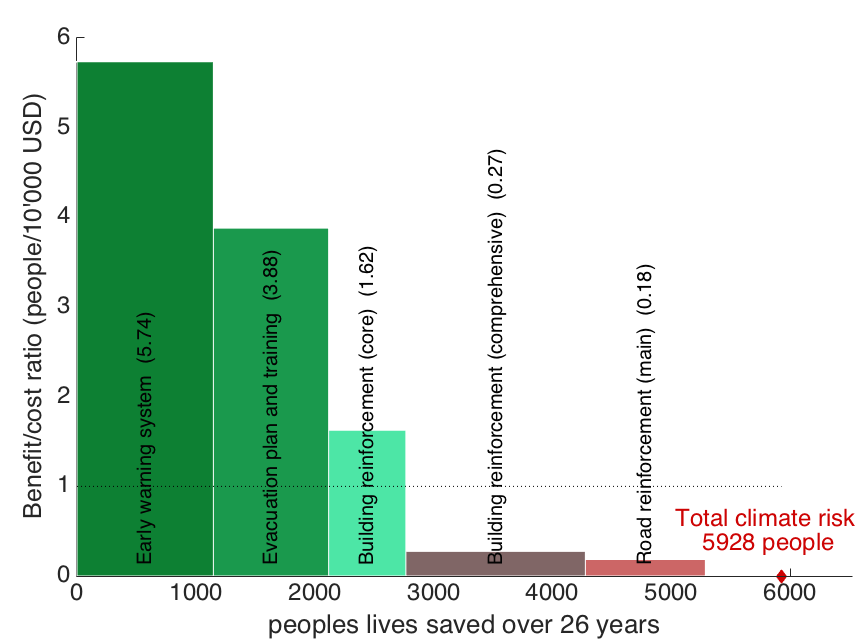 6
5
4
3
2
1
0
Benefit/cost ratio (people/10'000 USD)
Early warning system (5.74)
Evacuation plan and training (3.88)
Building reinforcement (core) (1.62)
Building reinforcement (comprehensive) (0.27)
Road reinforcement (main) (0.18)
Total climate risk
5928 people
0 1000 2000 3000 4000 5000 6000
peoples lives saved over 26 years